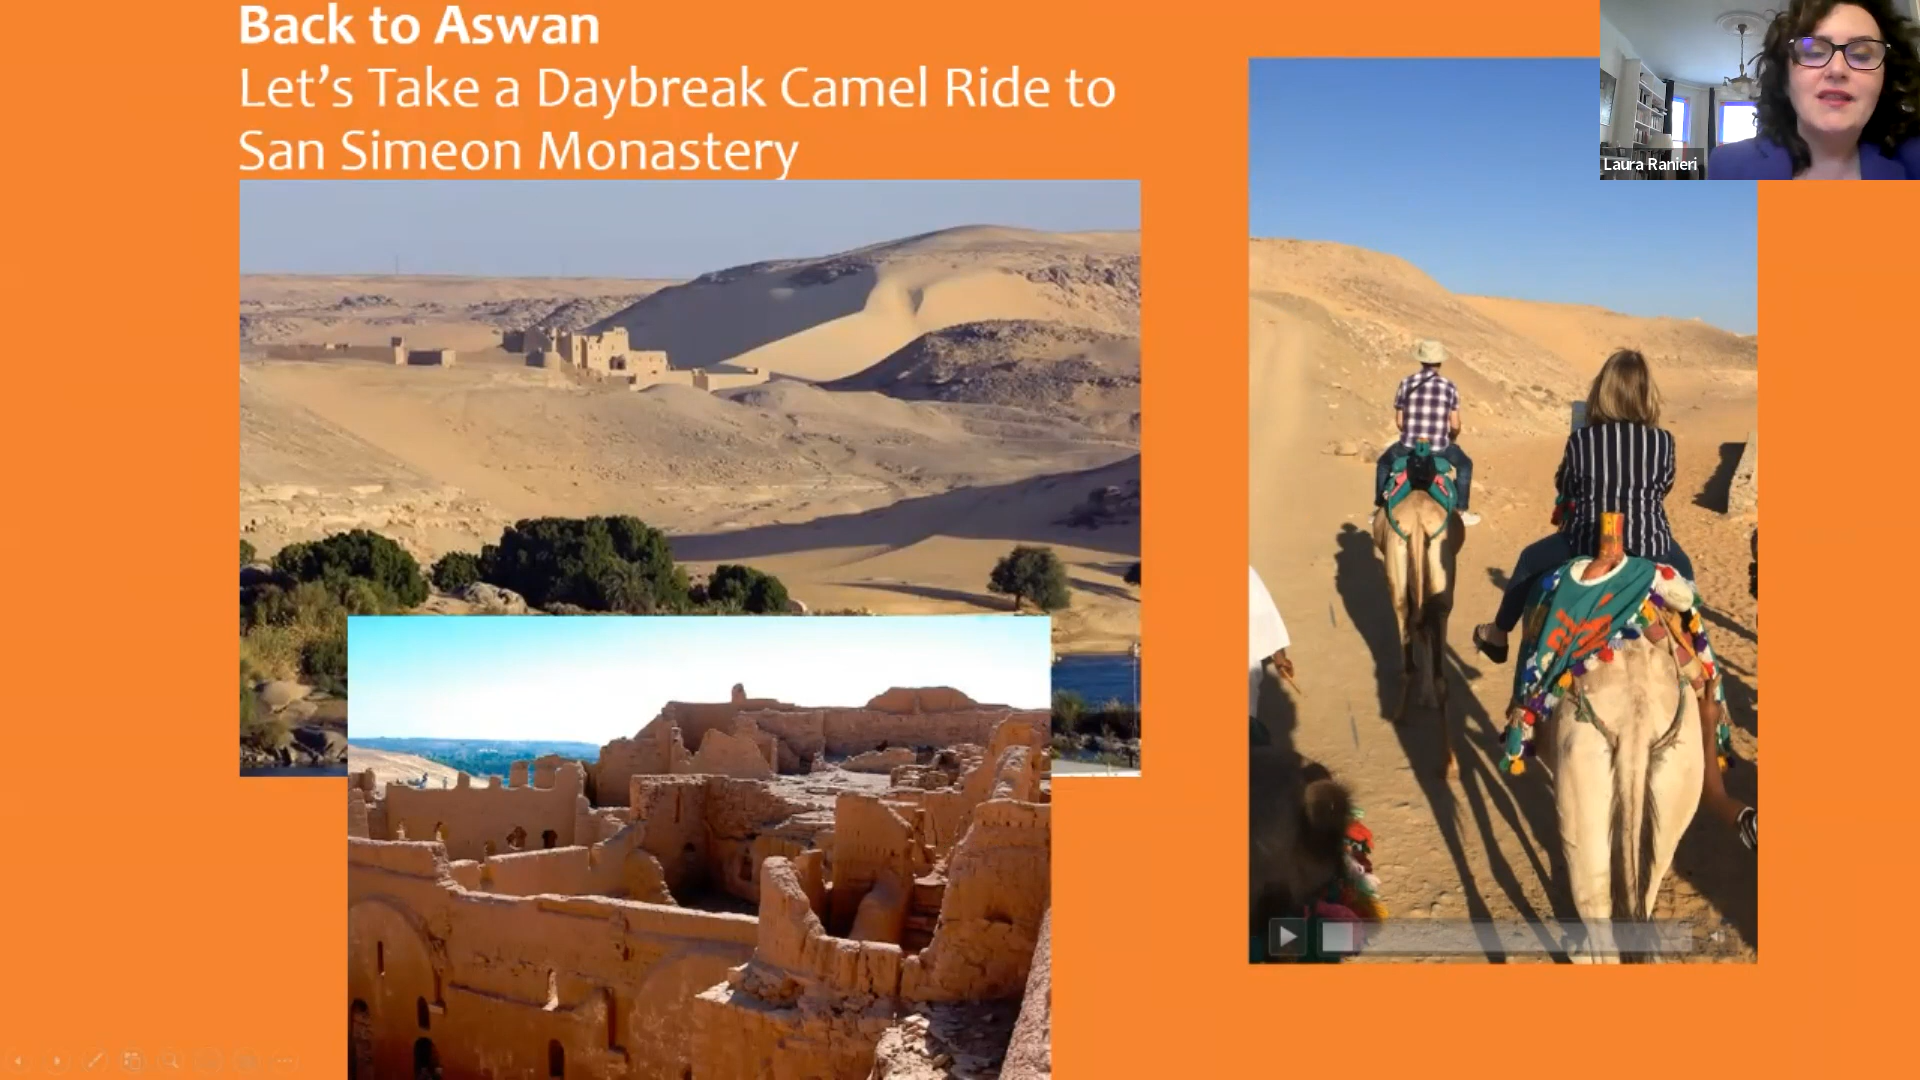 Back to Aswan
Let's Take a Daybreak Camel Ride to
San Simeon Monastery
Laura Ranieri